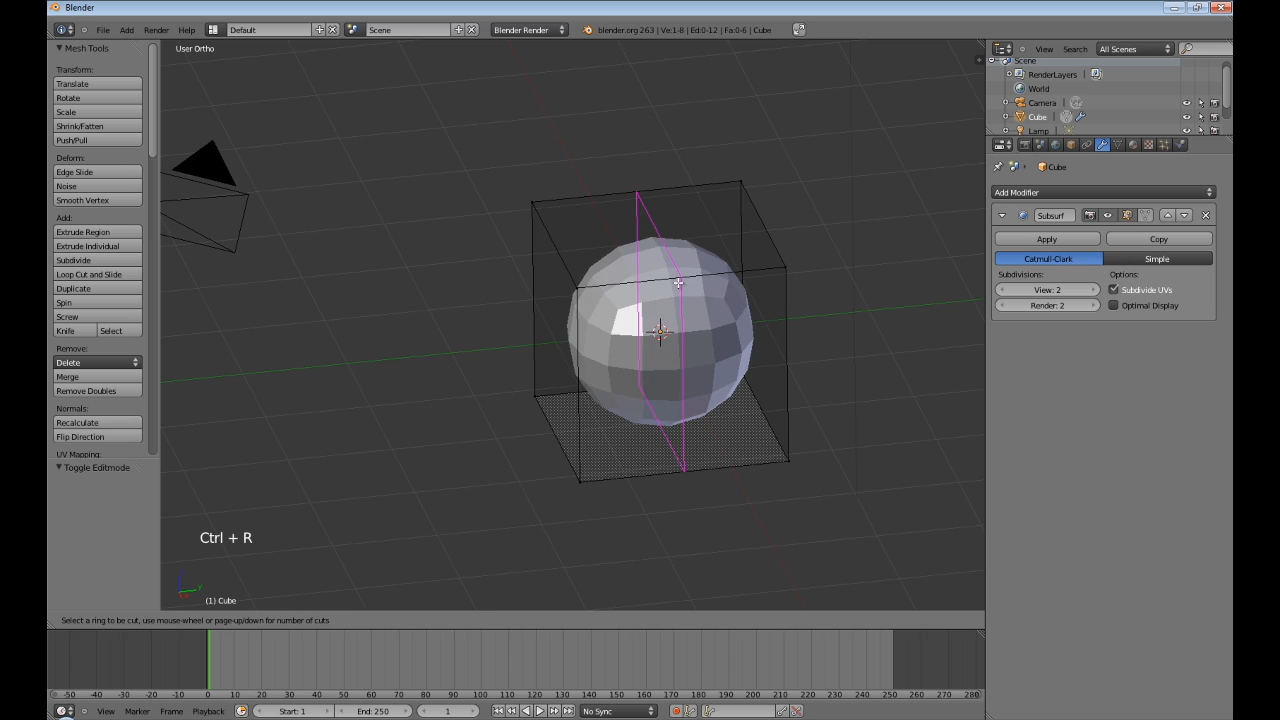 Blender
File Add Render Help Default Scene Blender Render blender.org 263 | Ve:1-8 | Ed:0-12 | Fa:0-6 | Cube
Mesh Tools
Transform:
Translate
Rotate
Scale
Shrink/Fatten
Push/Pull
Deform:
Edge Slide
Noise
Smooth Vertex
Add:
Extrude Region
Extrude Individual
Subdivide
Loop Cut and Slide
Duplicate
Spin
Screw
Knife Select
Remove:
Delete
Merge
Remove Doubles
Normals:
Recalculate
Flip Direction
UV Mapping:
Toggle Editmode
User Ortho
Ctrl + R
y
(1) Cube
Select a ring to be cut, use mouse-wheel or page-up/down for number of cuts
View Search All Scenes
Scene
RenderLayers
World
Camera
Cube
Lamp
Cube
Add Modifier
Subsurf
Apply Copy
Catmull-Clark Simple
Subdivisions: Options:
View: 2 Subdivide UVs
Render: 2 Optimal Display
-50 -40 -30 -20 -10 0 10 20 30 40 50 60 70 80 90 100 110 120 130 140 150 160 170 180 190 200 210 220 230 240 250 260 270 280
View Marker Frame Playback Start: 1 End: 250 1 No Sync